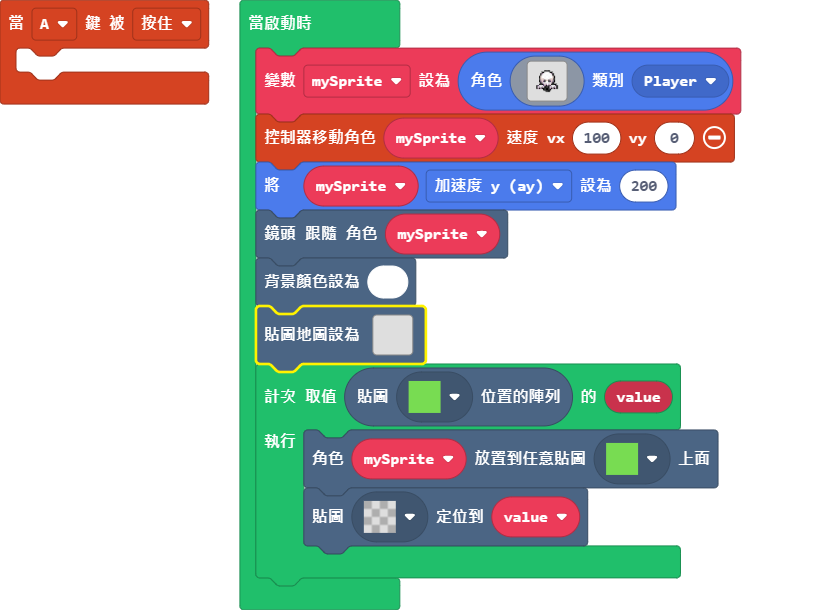 當 A 鍵 被 按住
當啟動時
變數 mySprite 設為 角色 類別 Player
控制器移動角色 mySprite 速度 vx 100 vy 0
將 mySprite 加速度 y (ay) 設為 200
鏡頭 跟隨 角色 mySprite
背景顏色設為
貼圖地圖設為
計次 取值 貼圖 位置的陣列 的 value
執行
角色 mySprite 放置到任意貼圖 上面
貼圖 定位到 value